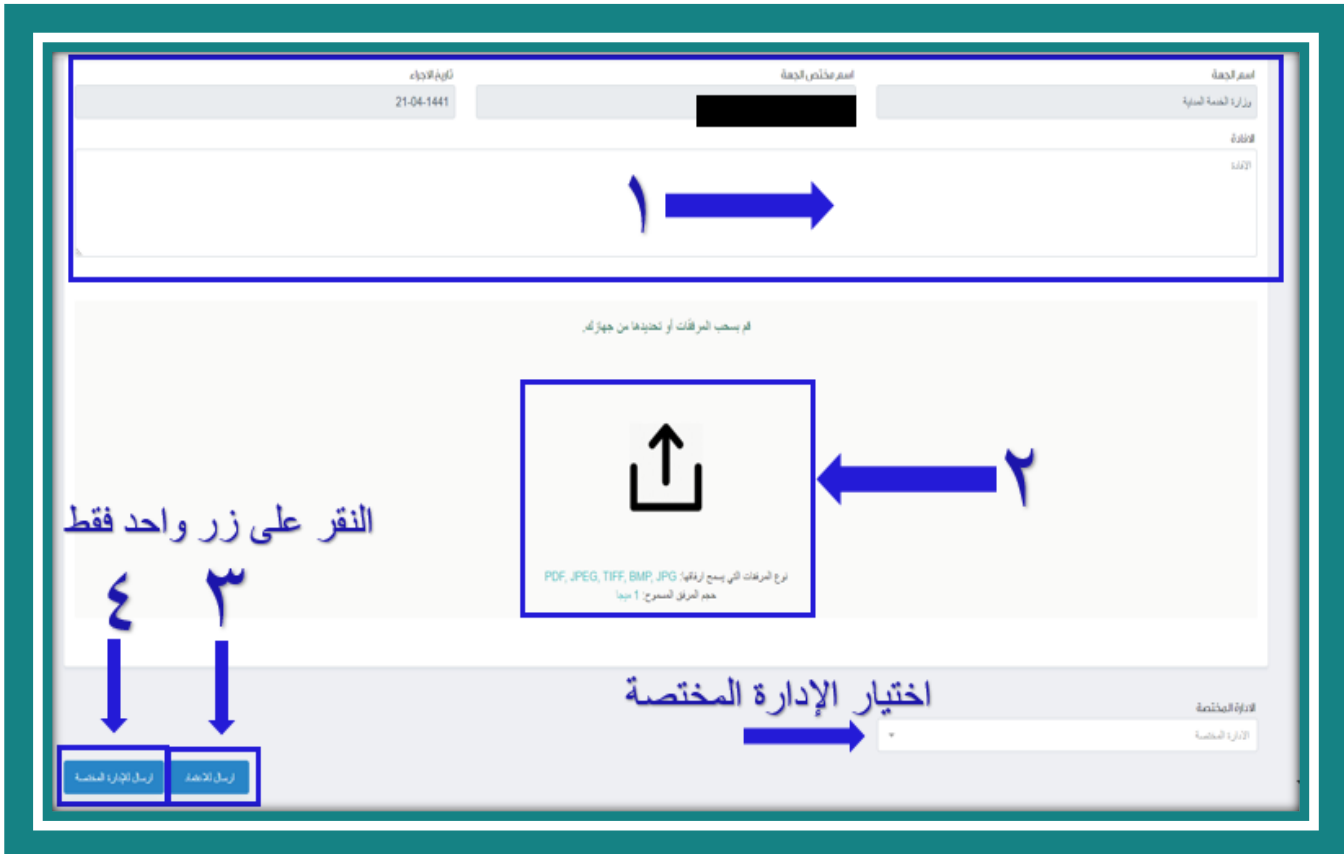 اسم الجهة
اسم مختص الجهة
تاريخ الاجراء
وزارة الخدمة المدنية
21-04-1441
الافادة
الإفادة
١
قم بسحب المرفقات أو تحديدها من جهازك.
٢
نوع المرفقات التي يسمح ارفاقها: PDF, JPEG, TIFF, BMP, JPG
حجم المرفق المسموح: 1 ميجا
النقر على زر واحد فقط
٣
٤
اختيار الإدارة المختصة
الادارة المختصة
الادارة المختصة
ارسال للاعتماد
ارسال للإدارة المختصة